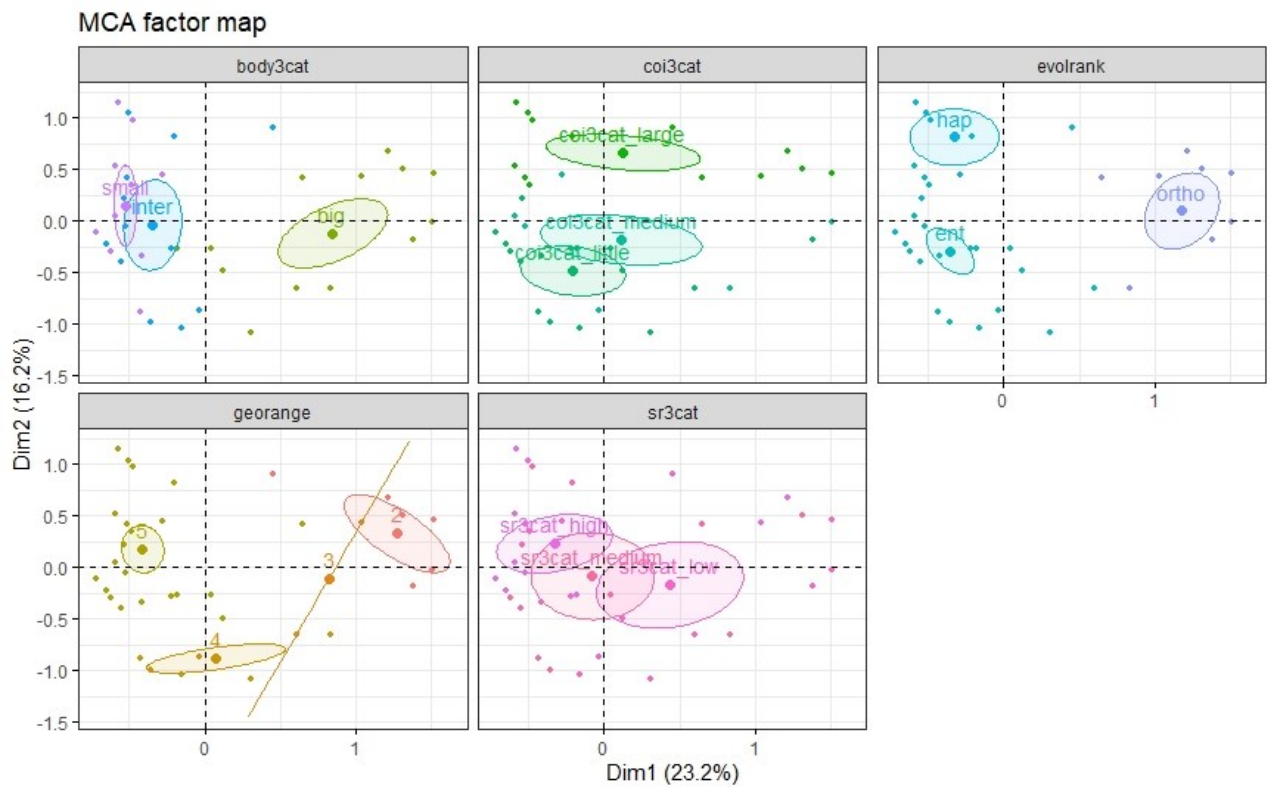 MCA factor map
body3cat
coi3cat
evolrank
1.0
0.5
0.0
-0.5
-1.0
-1.5
small
inter
big
coi3cat_large
coi3cat_medium
coi3cat_little
hap
ent
ortho
0
1
georange
sr3cat
1.0
0.5
0.0
-0.5
-1.0
-1.5
5
2
3
4
sr3cat_high
sr3cat_medium
sr3cat_low
0
1
0
1
Dim2 (16.2%)
Dim1 (23.2%)